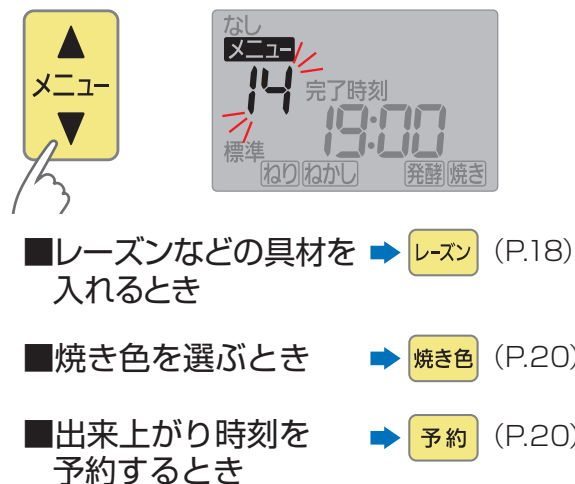 ▲
メニュー
▼
なし
メニュー
14
完了時刻
19:00
標準
ねり ねかし 発酵 焼き
■レーズンなどの具材を ➡ レーズン (P.18)
入れるとき
■焼き色を選ぶとき ➡ 焼き色 (P.20)
■出来上がり時刻を ➡ 予約 (P.20)
予約するとき